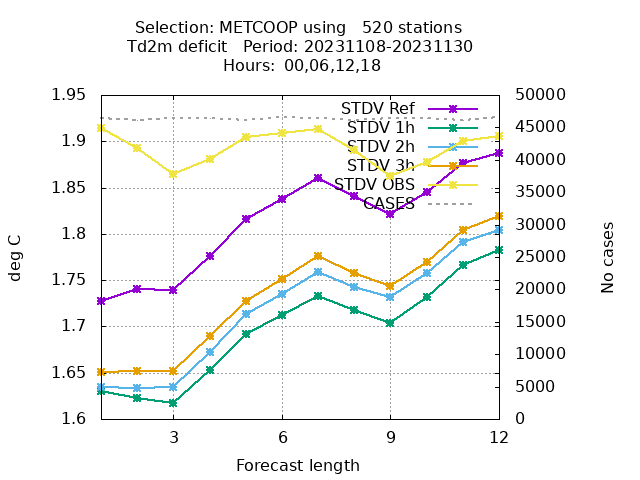 Selection: METCOOP using   520 stations
Td2m deficit   Period: 20231108-20231130
Hours:  00,06,12,18
1.95
1.9
1.85
1.8
1.75
1.7
1.65
1.6
50000
45000
40000
35000
30000
25000
20000
15000
10000
5000
0
STDV Ref
STDV 1h
STDV 2h
STDV 3h
STDV OBS
CASES
deg C
No cases
3
6
9
12
Forecast length